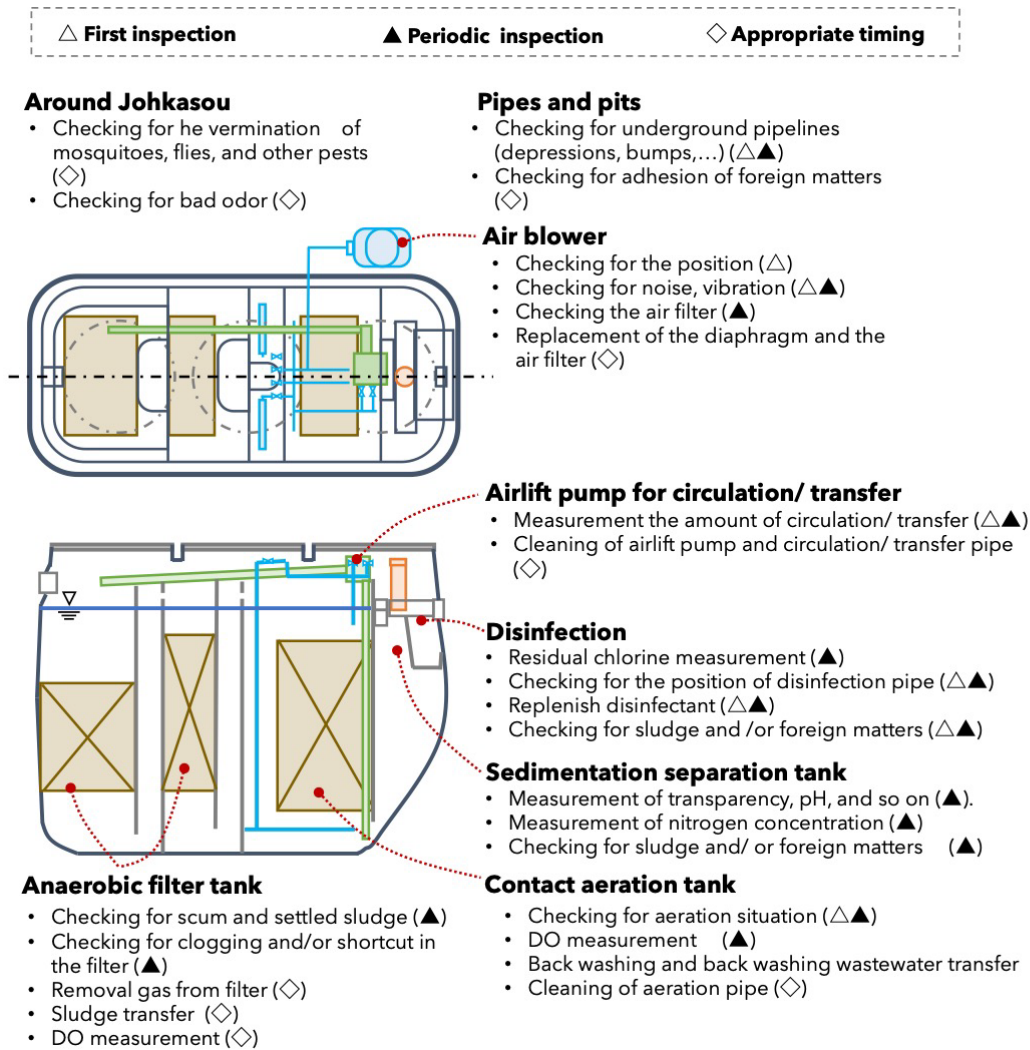 △ First inspection ▲ Periodic inspection ◇ Appropriate timing
Around Johkasou
• Checking for he vermination of
mosquitoes, flies, and other pests
(◇)
• Checking for bad odor (◇)
Pipes and pits
• Checking for underground pipelines
(depressions, bumps,...) (△▲)
• Checking for adhesion of foreign matters
(◇)
Air blower
• Checking for the position (△)
• Checking for noise, vibration (△▲)
• Checking the air filter (▲)
• Replacement of the diaphragm and the
air filter (◇)
Airlift pump for circulation/ transfer
• Measurement the amount of circulation/ transfer (△▲)
• Cleaning of airlift pump and circulation/ transfer pipe
(◇)
Disinfection
• Residual chlorine measurement (▲)
• Checking for the position of disinfection pipe (△▲)
• Replenish disinfectant (△▲)
• Checking for sludge and /or foreign matters (△▲)
Sedimentation separation tank
• Measurement of transparency, pH, and so on (▲).
• Measurement of nitrogen concentration (▲)
• Checking for sludge and/ or foreign matters (▲)
Anaerobic filter tank
• Checking for scum and settled sludge (▲)
• Checking for clogging and/or shortcut in
the filter (▲)
• Removal gas from filter (◇)
• Sludge transfer (◇)
• DO measurement (◇)
Contact aeration tank
• Checking for aeration situation (△▲)
• DO measurement (▲)
• Back washing and back washing wastewater transfer
• Cleaning of aeration pipe (◇)